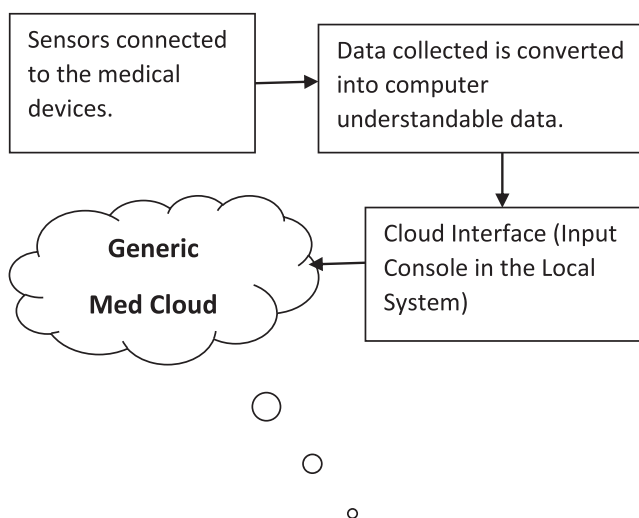 Sensors connected
to the medical
devices.
Data collected is converted
into computer
understandable data.
Cloud Interface (Input
Console in the Local
System)
Generic
Med Cloud